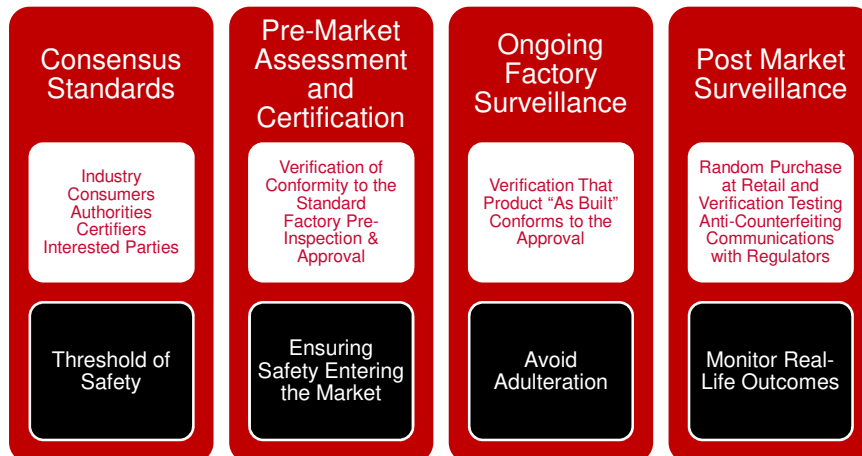 Consensus
Standards
Industry
Consumers
Authorities
Certifiers
Interested Parties
Threshold of
Safety
Pre-Market
Assessment
and
Certification
Verification of
Conformity to the
Standard
Factory Pre-
Inspection &
Approval
Ensuring
Safety Entering
the Market
Ongoing
Factory
Surveillance
Verification That
Product “As Built”
Conforms to the
Approval
Avoid
Adulteration
Post Market
Surveillance
Random Purchase
at Retail and
Verification Testing
Anti-Counterfeiting
Communications
with Regulators
Monitor Real-
Life Outcomes